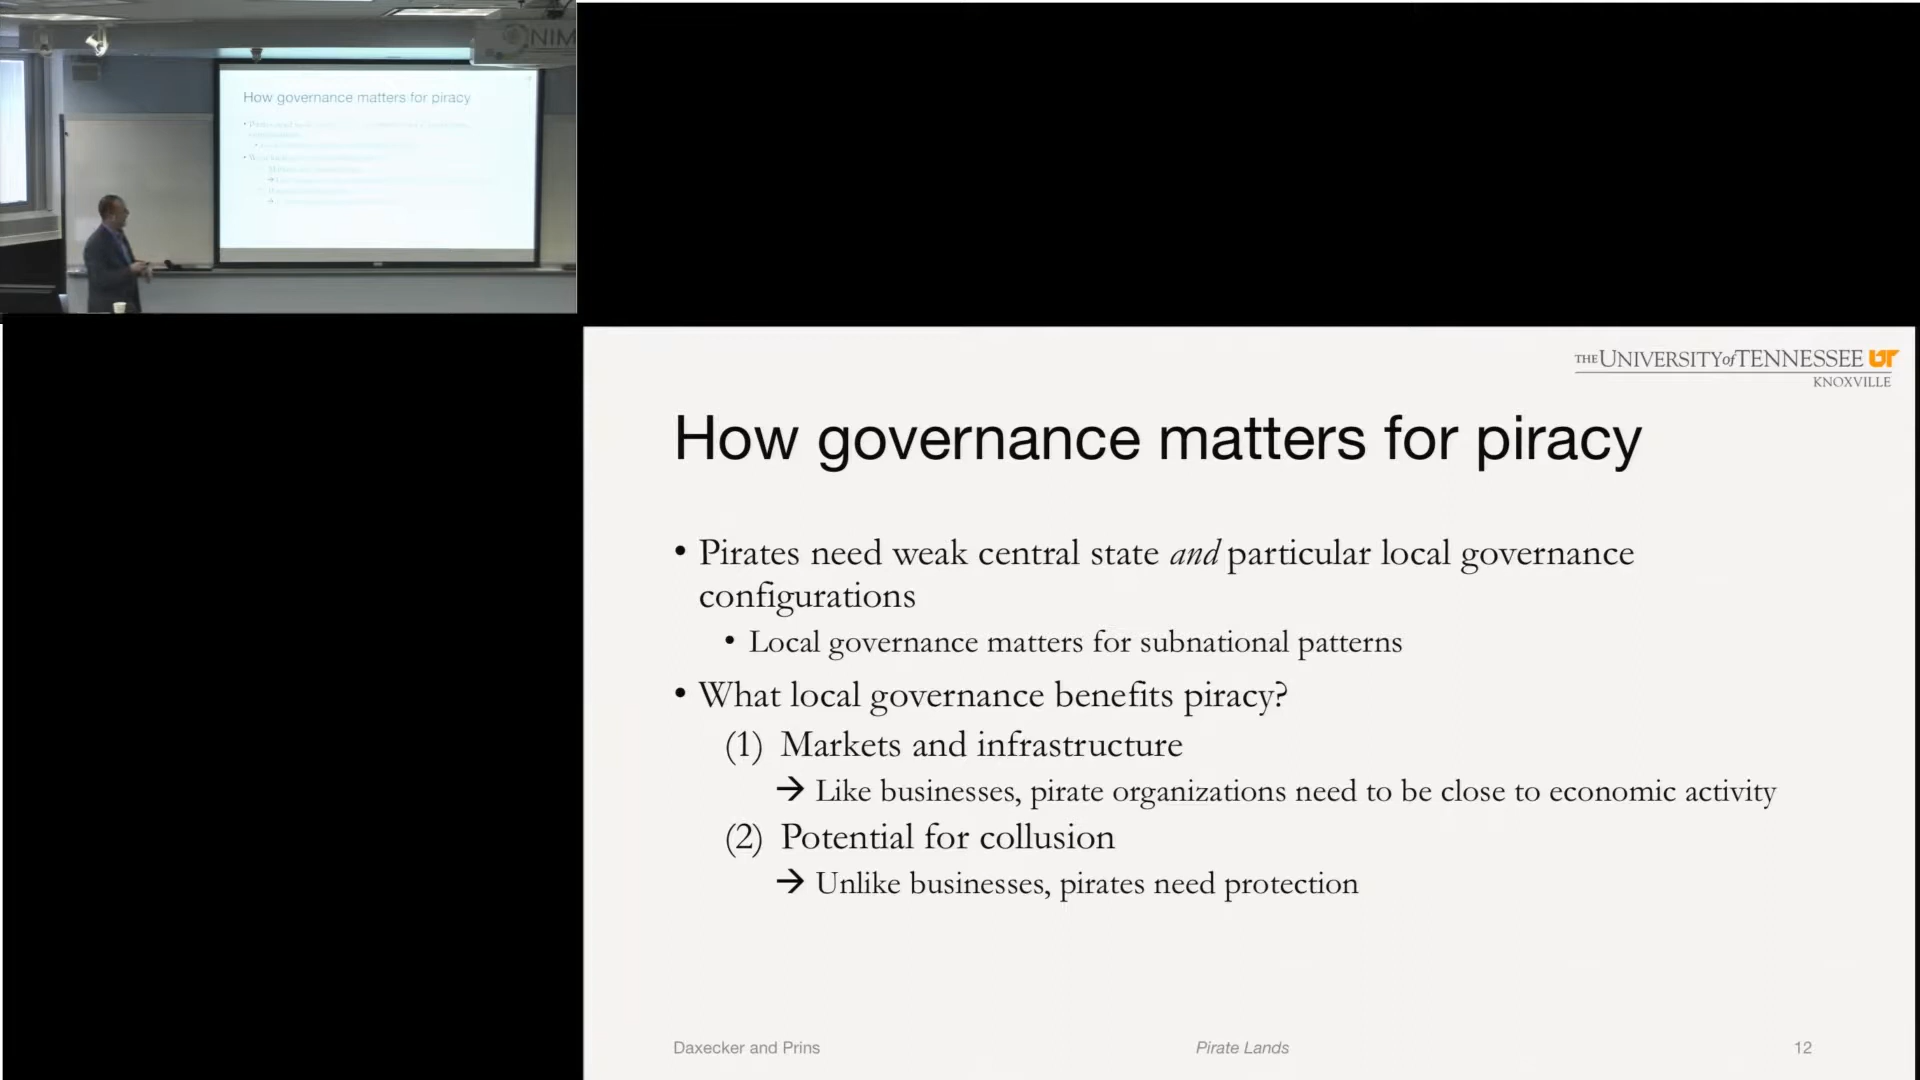 NIM
How governance matters for piracy
THE UNIVERSITY of TENNESSEE UT
KNOXVILLE
How governance matters for piracy
• Pirates need weak central state and particular local governance
configurations
• Local governance matters for subnational patterns
• What local governance benefits piracy?
(1) Markets and infrastructure
→ Like businesses, pirate organizations need to be close to economic activity
(2) Potential for collusion
→ Unlike businesses, pirates need protection
Daxecker and Prins
Pirate Lands
12